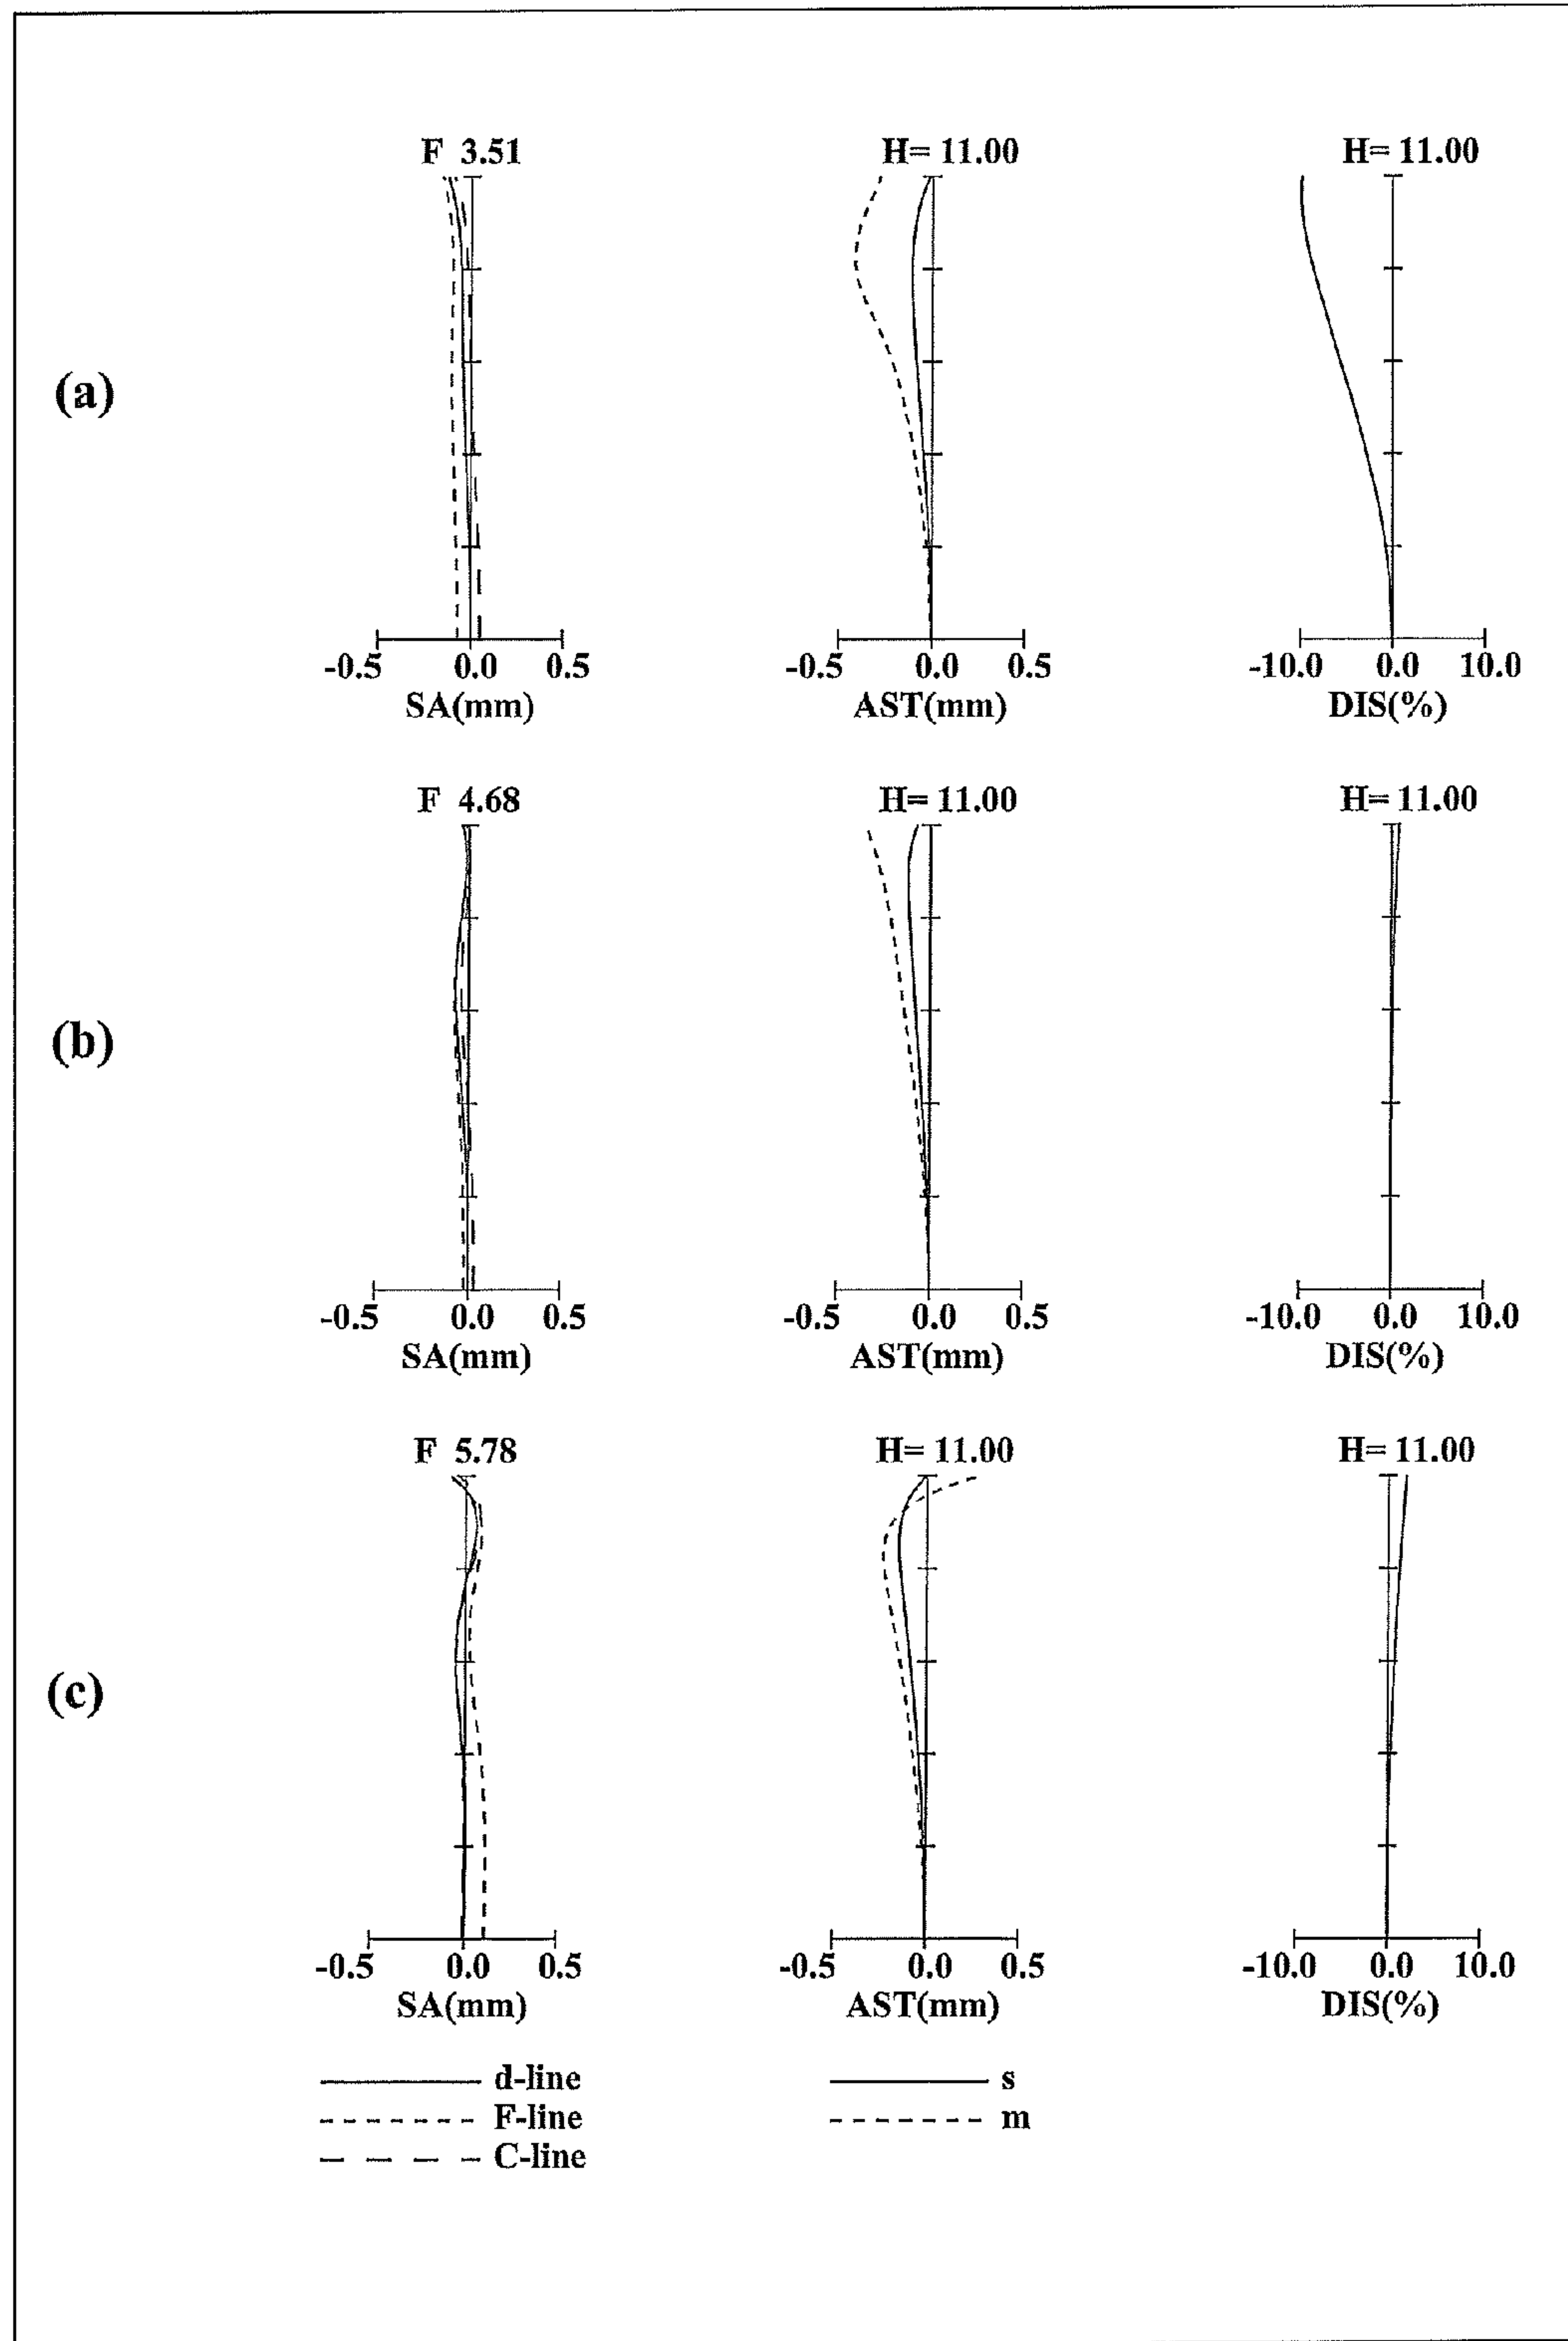 F 3.51 H= 11.00 H= 11.00
(a)
-0.5 0.0 0.5 -0.5 0.0 0.5 -10.0 0.0 10.0
SA(mm) AST(mm) DIS(%)
F 4.68 H= 11.00 H= 11.00
(b)
-0.5 0.0 0.5 -0.5 0.0 0.5 -10.0 0.0 10.0
SA(mm) AST(mm) DIS(%)
F 5.78 H= 11.00 H= 11.00
(c)
-0.5 0.0 0.5 -0.5 0.0 0.5 -10.0 0.0 10.0
SA(mm) AST(mm) DIS(%)
d-line s
F-line m
C-line